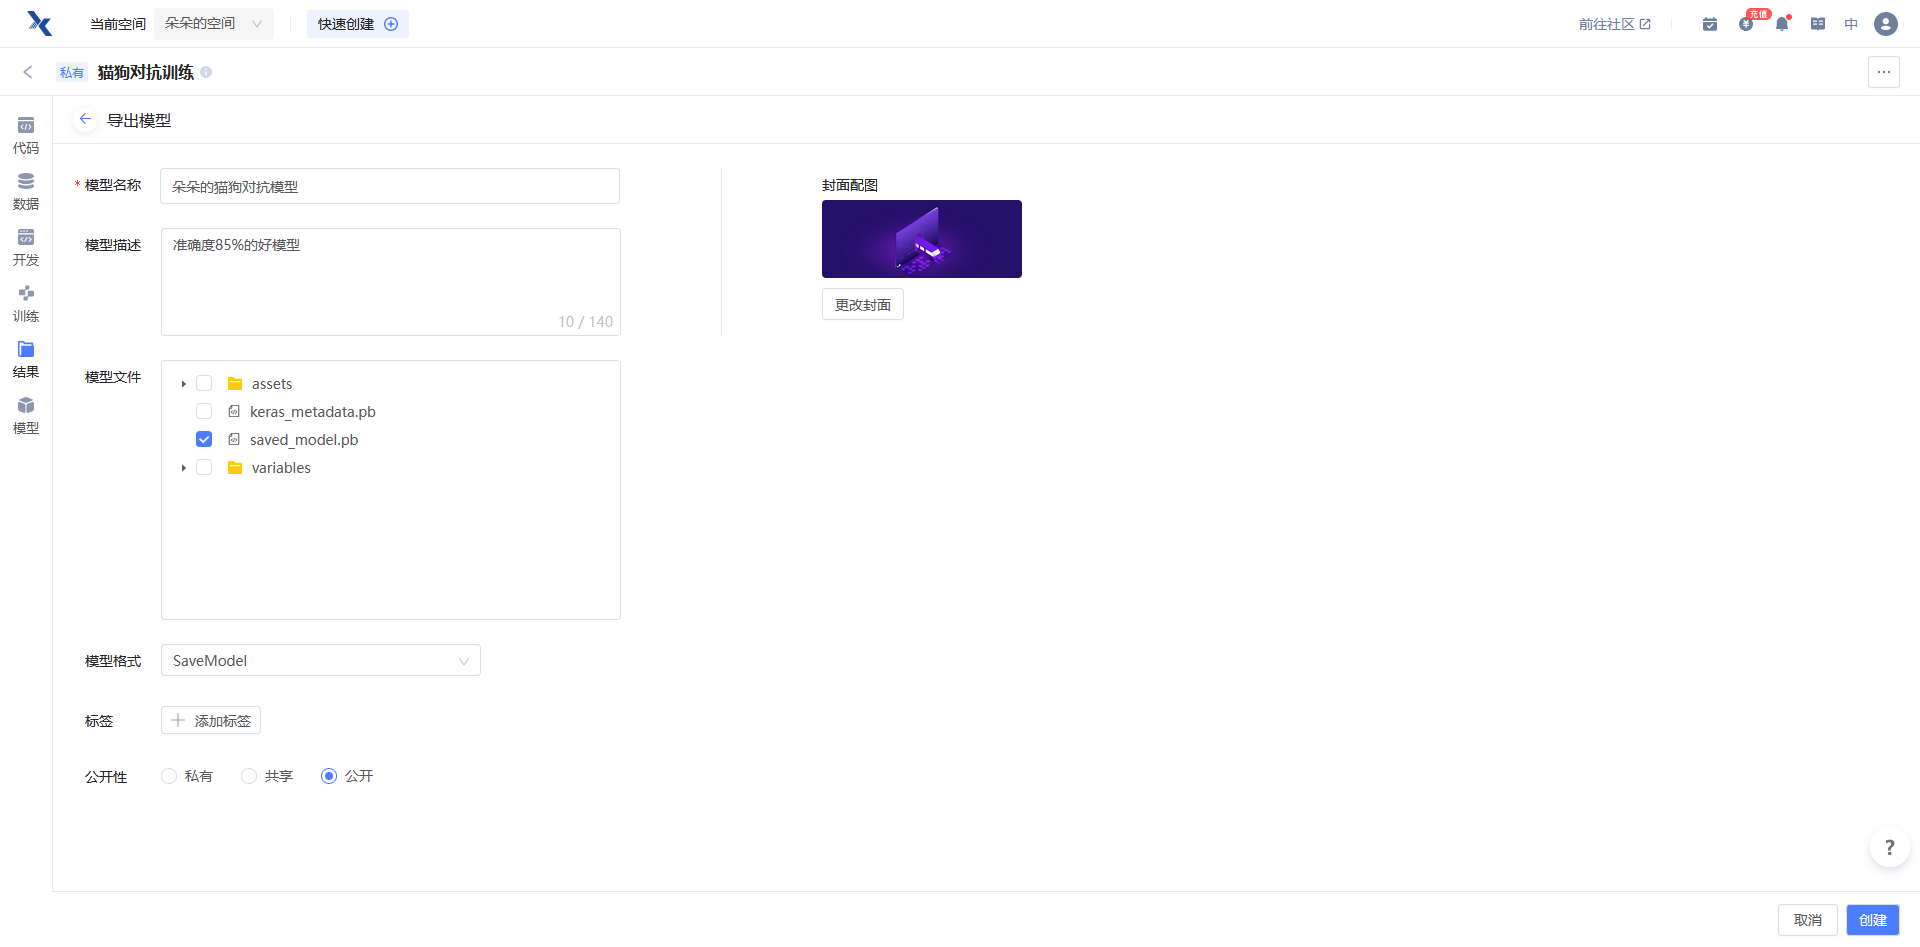 当前空间 朵朵的空间 快速创建 前往社区 充值 中
私有 猫狗对抗训练
导出模型
代码
数据
开发
训练
结果
模型
* 模型名称 朵朵的猫狗对抗模型
模型描述 准确度85%的好模型
10 / 140
封面配图
更改封面
模型文件
assets
keras_metadata.pb
saved_model.pb
variables
模型格式 SaveModel
标签 添加标签
公开性 私有 共享 公开
?
取消 创建